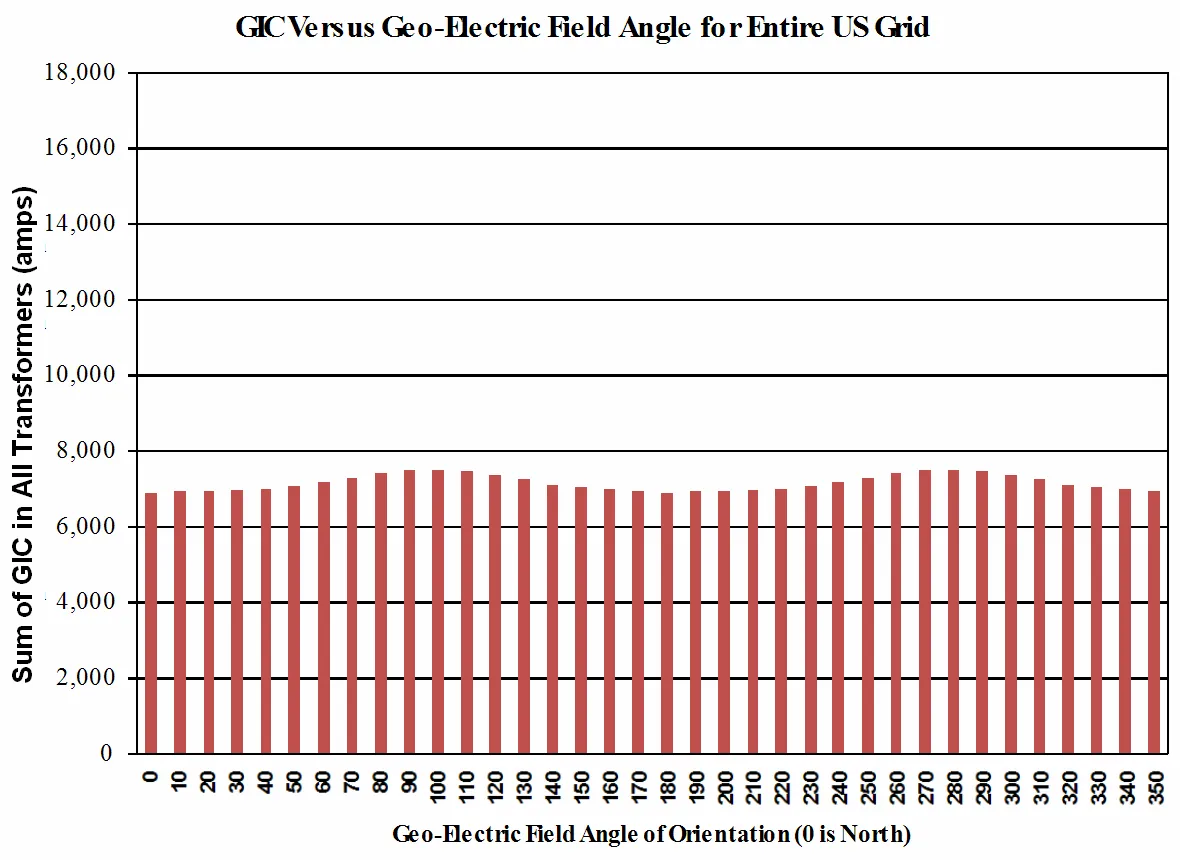 GIC Versus Geo-Electric Field Angle for Entire US Grid
Sum of GIC in All Transformers (amps)
18,000
16,000
14,000
12,000
10,000
8,000
6,000
4,000
2,000
0
0 10 20 30 40 50 60 70 80 90 100 110 120 130 140 150 160 170 180 190 200 210 220 230 240 250 260 270 280 290 300 310 320 330 340 350
Geo-Electric Field Angle of Orientation (0 is North)